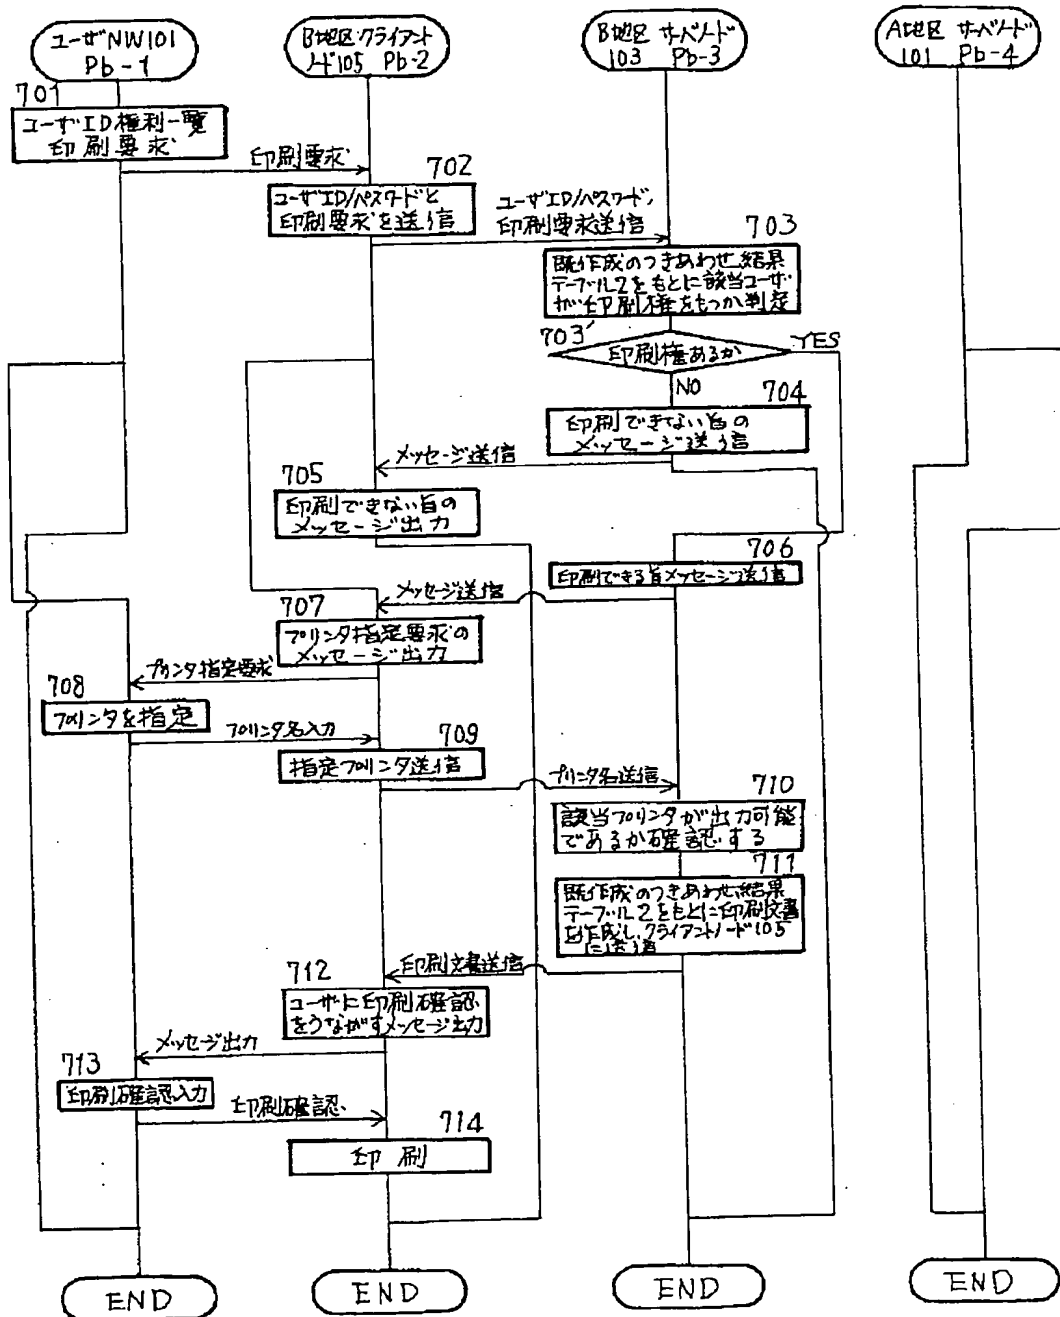 ユーザNW101
Pb-1
B地区クライアント
ノード105 Pb-2
B地区 サーバノード
103 Pb-3
A地区 サーバノード
101 Pb-4
701
ユーザID権利一覧
印刷要求
印刷要求
702
ユーザID/パスワードと
印刷要求を送信
ユーザID/パスワード,
印刷要求送信
703
既作成のつきあわせ結果
テーブル2をもとに該当ユーザ
が印刷権をもつか判定
703'
印刷権あるか
YES
NO
704
印刷できない旨の
メッセージ送信
メッセージ送信
705
印刷できない旨の
メッセージ出力
706
印刷できる旨メッセージ送信
メッセージ送信
707
プリンタ指定要求の
メッセージ出力
プリンタ指定要求
708
プリンタを指定
プリンタ名入力
709
指定プリンタ送信
プリンタ名送信
710
該当プリンタが出力可能
であるか確認する
711
既作成のつきあわせ結果
テーブル2をもとに印刷文書
を作成し、クライアントノード105
に送信
印刷文書送信
712
ユーザに印刷確認
をうながすメッセージ出力
メッセージ出力
713
印刷確認入力
印刷確認
714
印刷
END
END
END
END